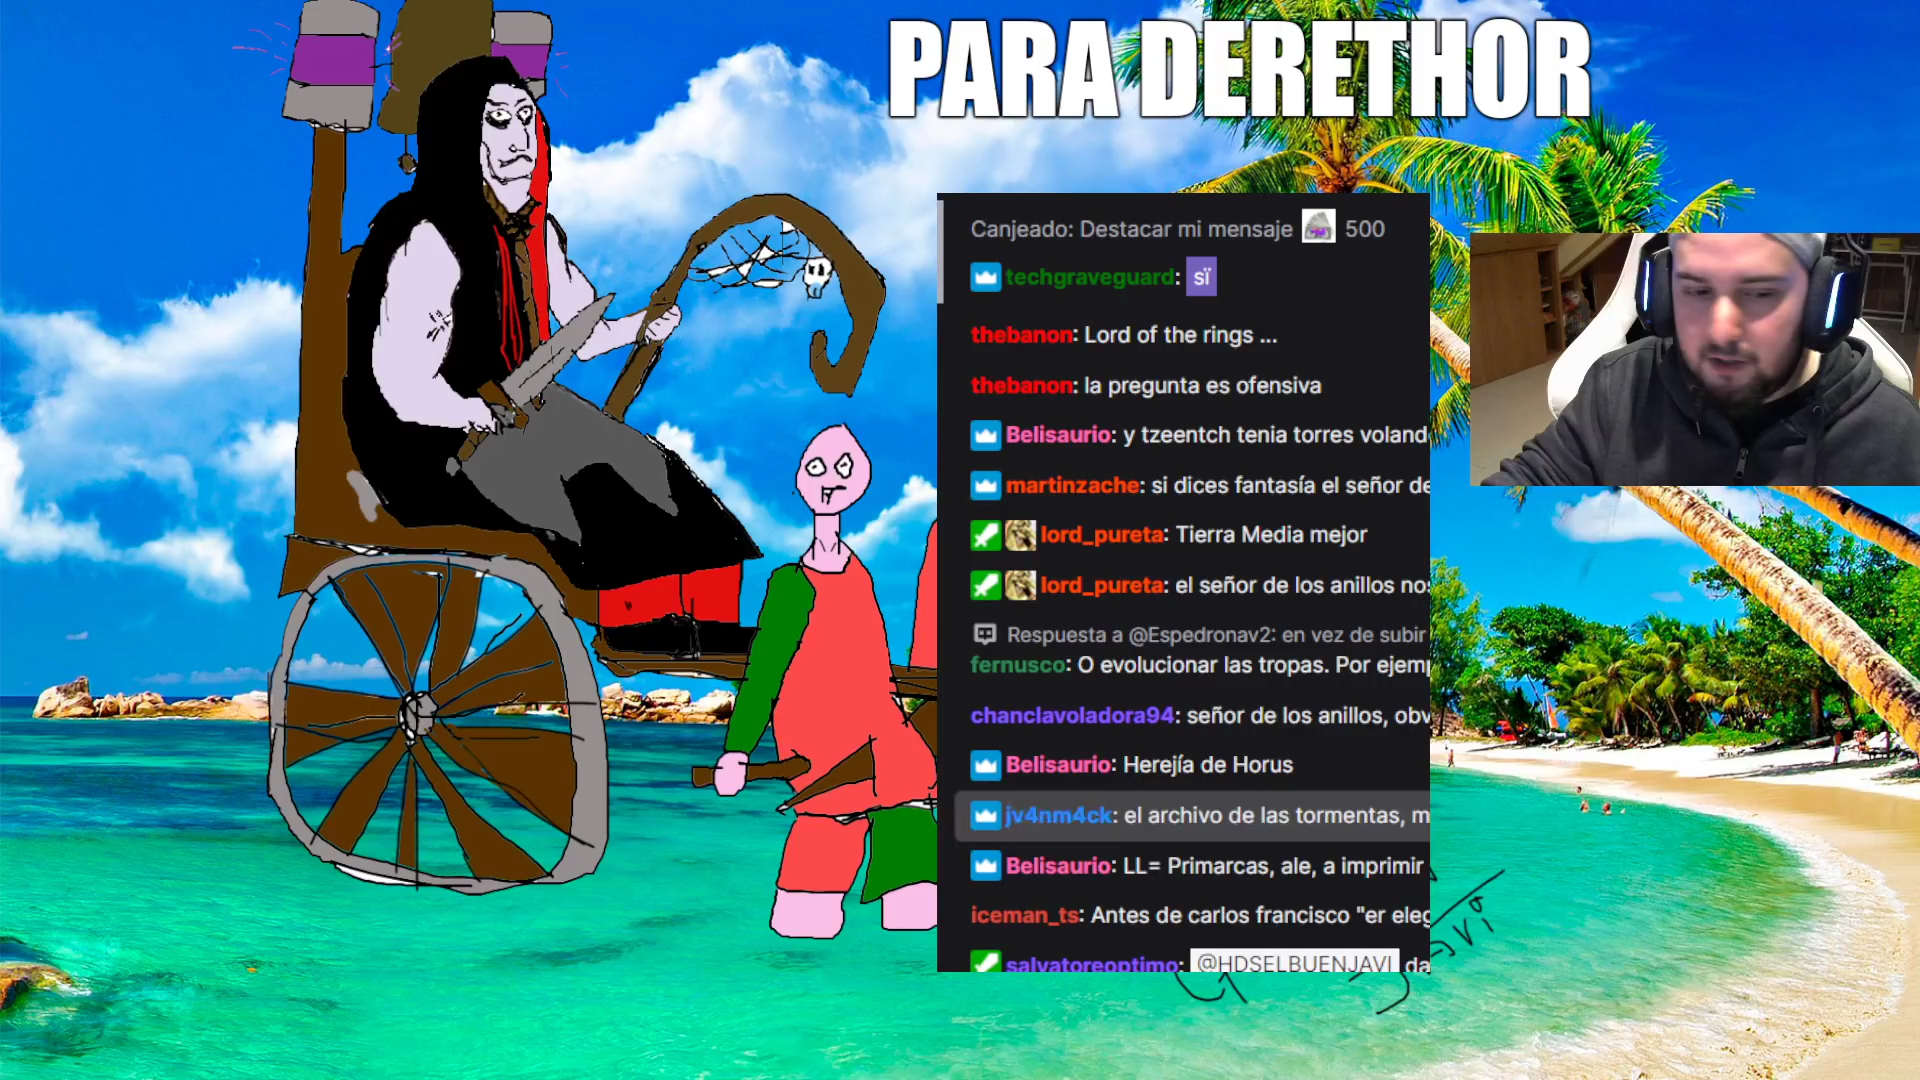 PARA DERETHOR
Canjeado: Destacar mi mensaje 500
techgraveguard: sï
thebanon: Lord of the rings ...
thebanon: la pregunta es ofensiva
Belisaurio: y tzeentch tenia torres voland
martinzache: si dices fantasía el señor de
lord_pureta: Tierra Media mejor
lord_pureta: el señor de los anillos no
Respuesta a @Espedronav2: en vez de subir
fernusco: O evolucionar las tropas. Por ejem
chanclavoladora94: señor de los anillos, obv
Belisaurio: Herejía de Horus
jv4nm4ck: el archivo de las tormentas, m
Belisaurio: LL= Primarcas, ale, a imprimir
iceman_ts: Antes de carlos francisco "er eleg
salvatoreoptimo: @HDSELBUENJAVI da